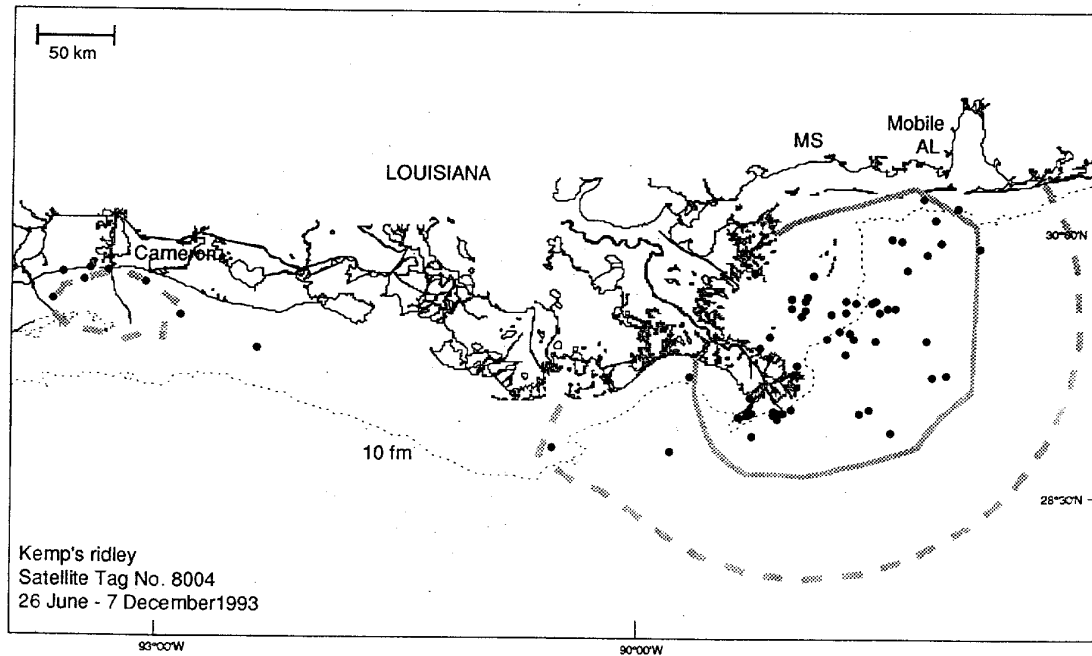 50 km
Mobile
MS
AL
LOUISIANA
Cameron
30°00'N
10 fm
28°30'N
Kemp's ridley
Satellite Tag No. 8004
26 June - 7 December1993
93°00'W
90°00'W